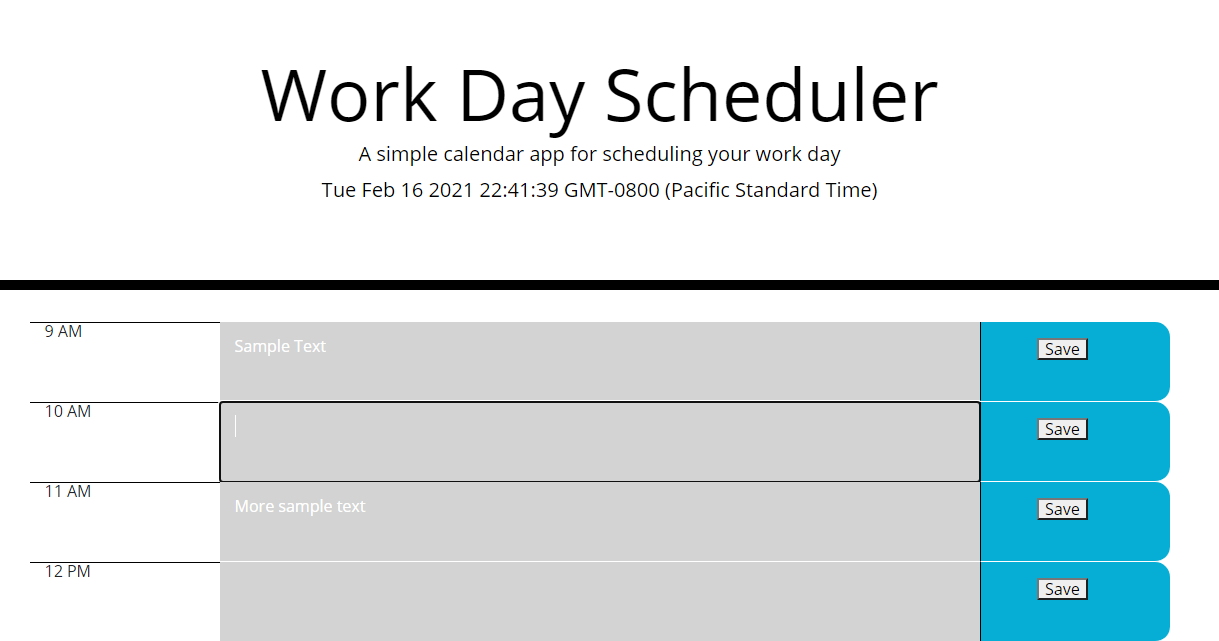 Work Day Scheduler
A simple calendar app for scheduling your work day
Tue Feb 16 2021 22:41:39 GMT-0800 (Pacific Standard Time)
9 AM
Sample Text
Save
10 AM
Save
11 AM
More sample text
Save
12 PM
Save